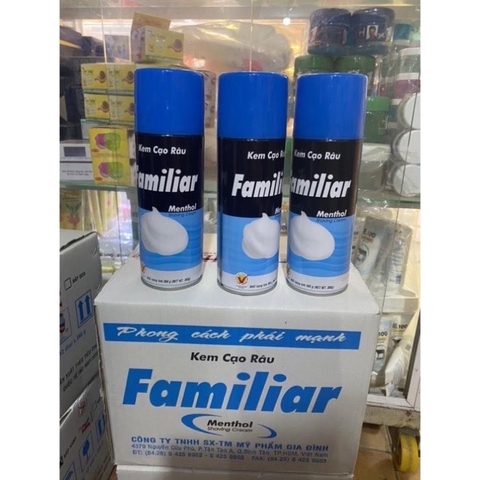 Kem Cạo Râu
Familiar
Menthol
Kem Cạo Râu
Familiar
Menthol
Kem Cạo Râu
Familiar
Menthol
Phong cách phái mạnh
Kem Cạo Râu
Familiar
Menthol
Shaving Cream
CÔNG TY TNHH SX-TM MỸ PHẨM GIA ĐÌNH